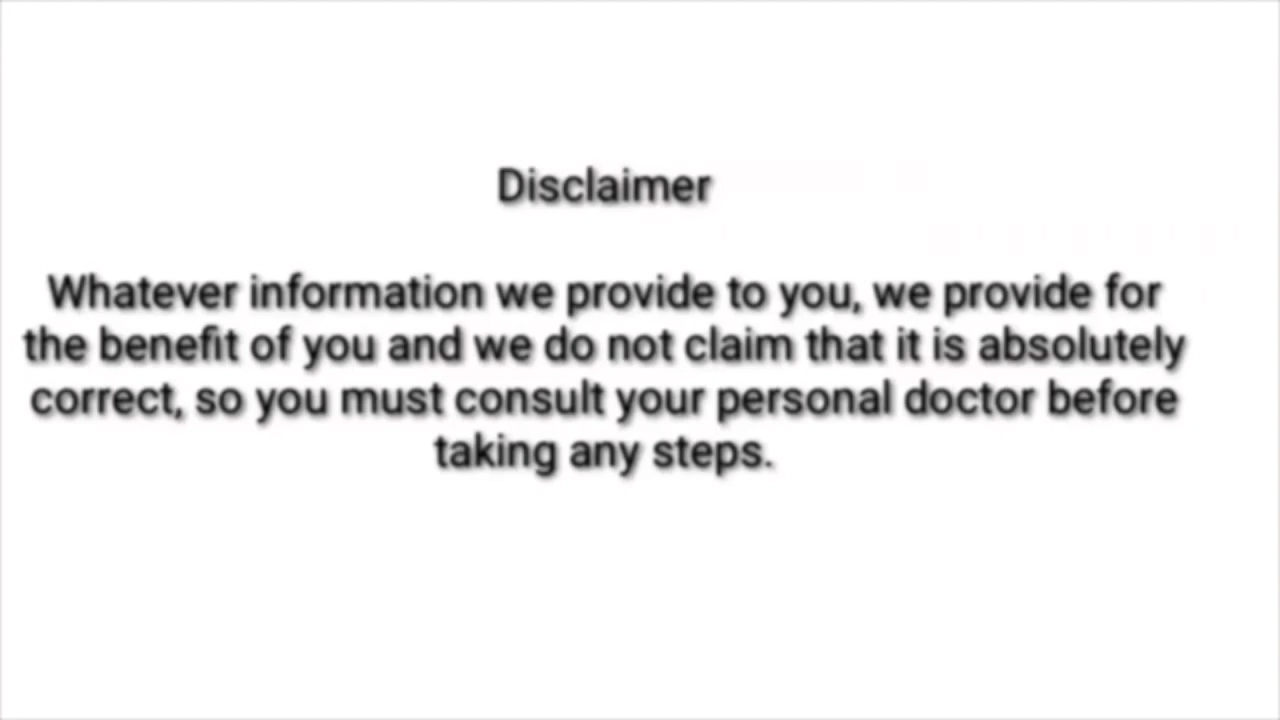 Disclaimer
Whatever information we provide to you, we provide for
the benefit of you and we do not claim that it is absolutely
correct, so you must consult your personal doctor before
taking any steps.